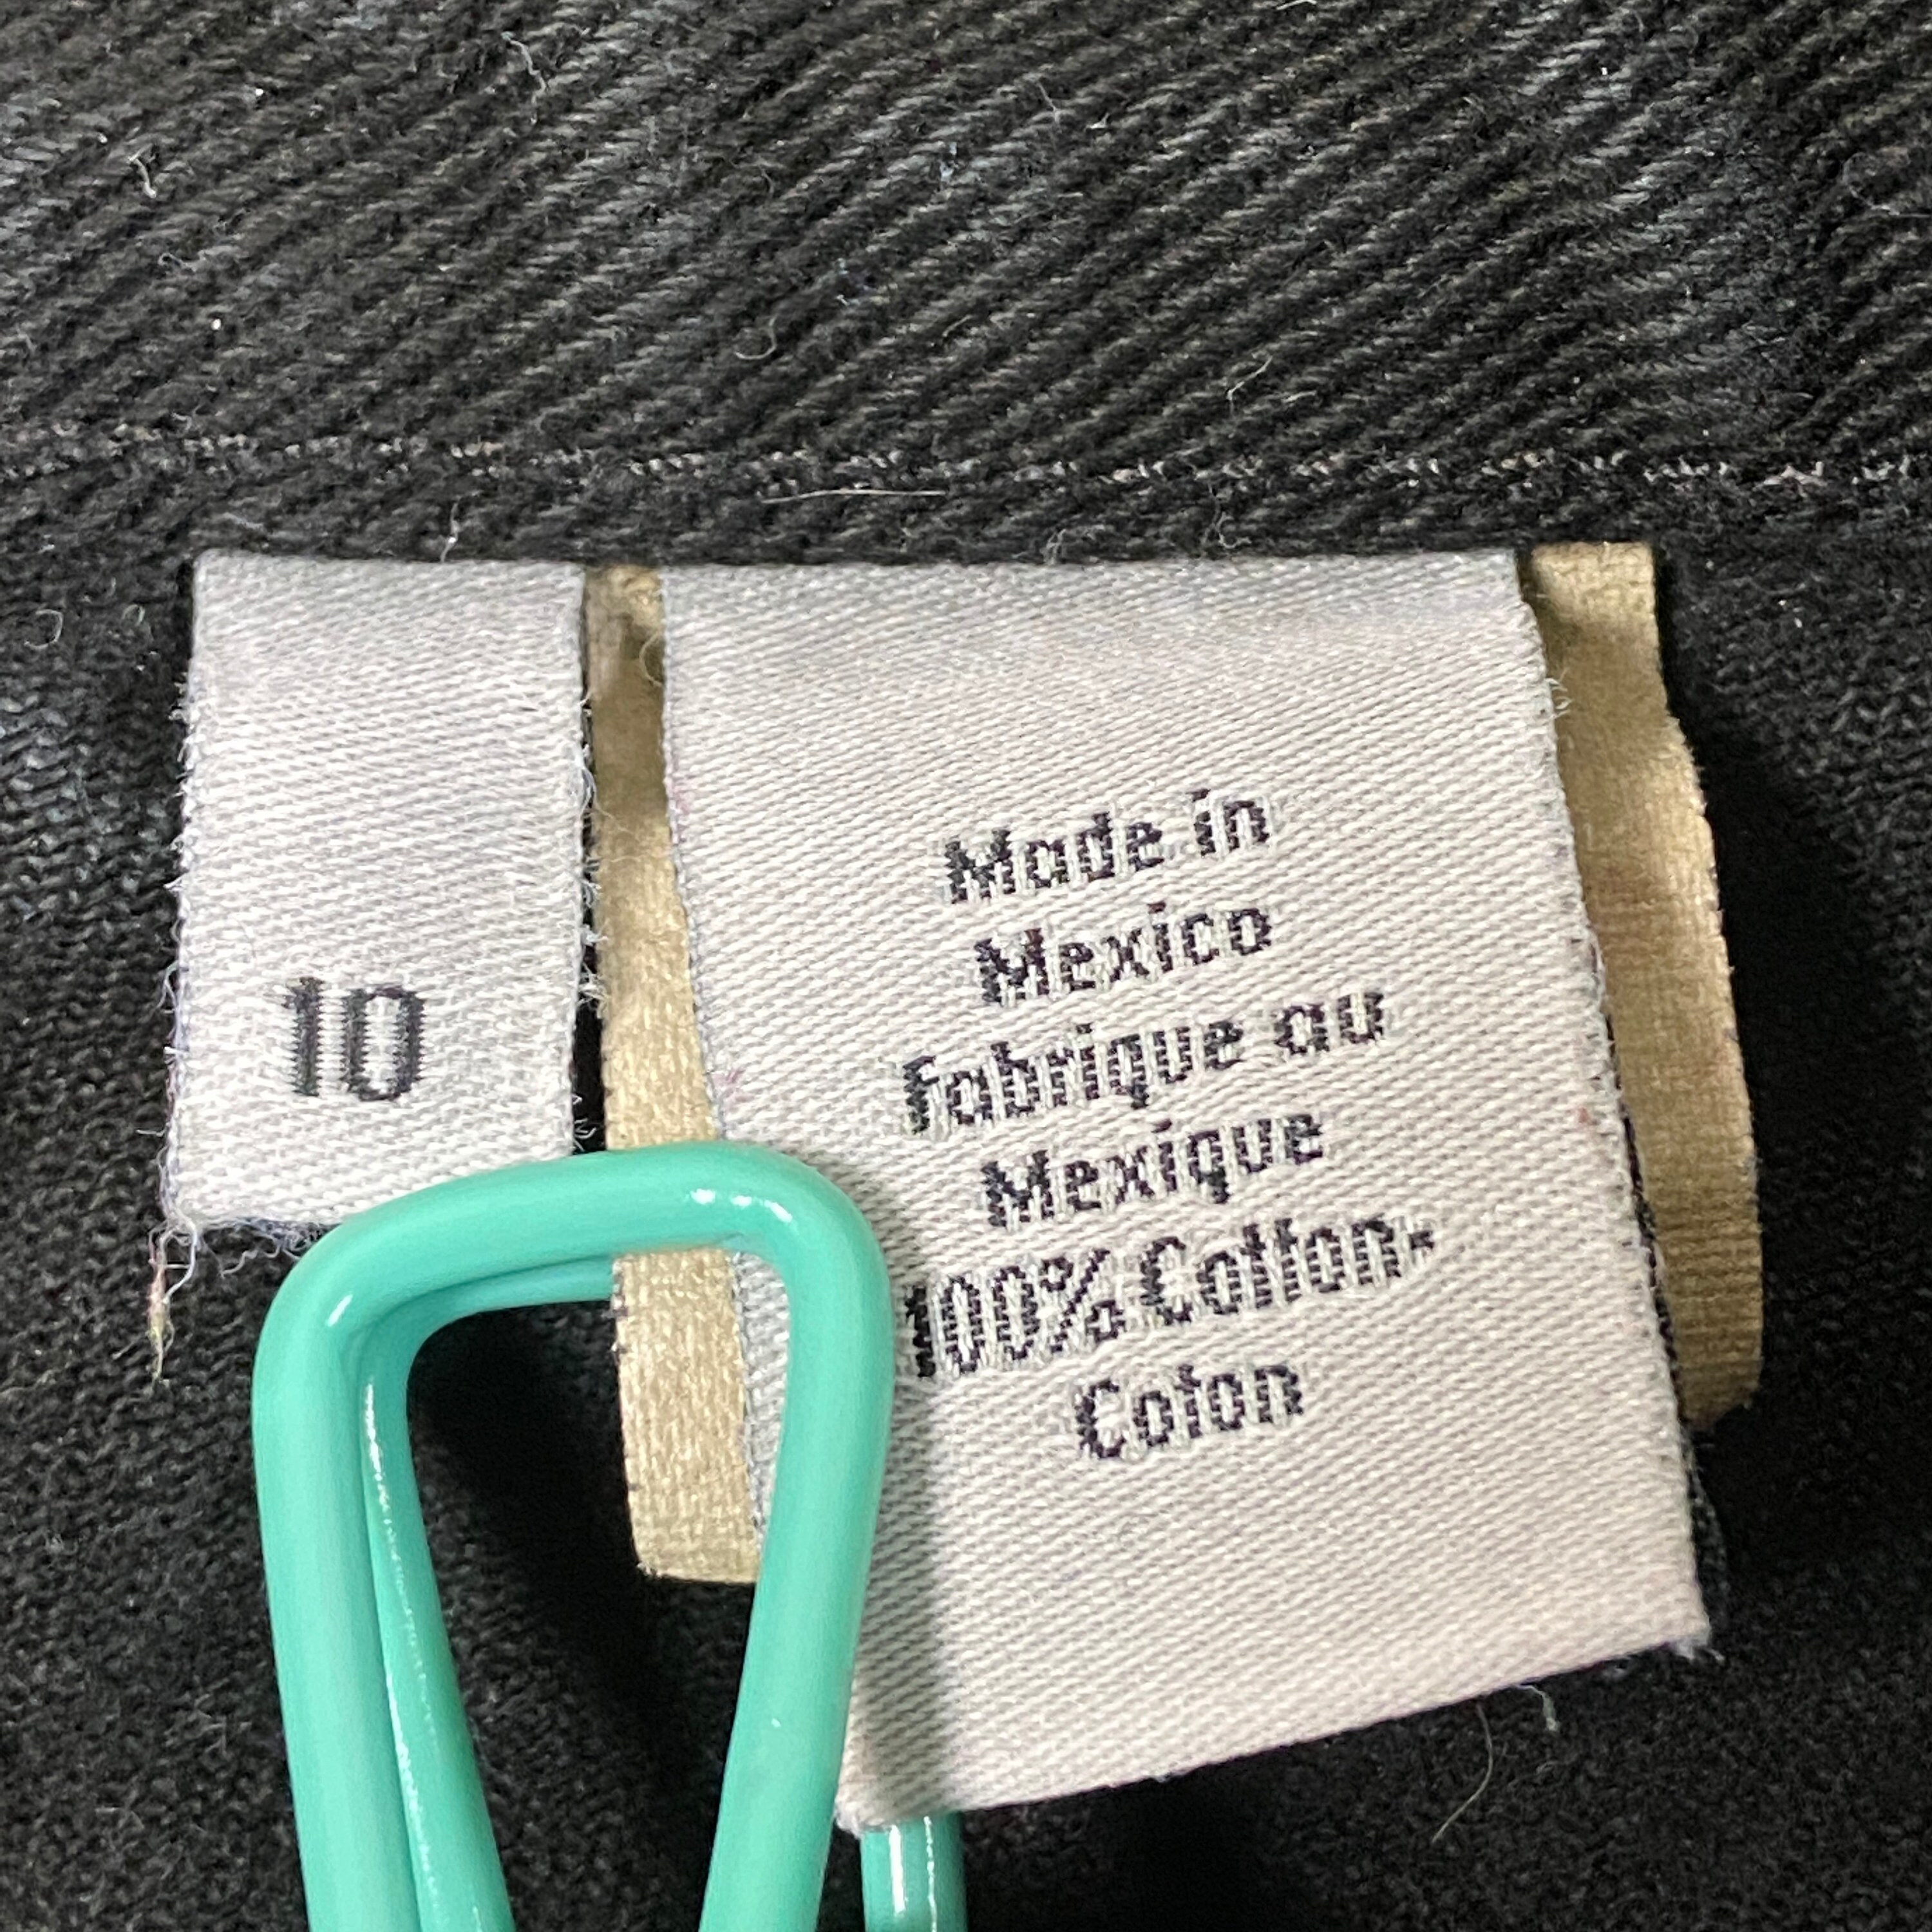 10
Made in
Mexico
Fabrique au
Mexique
100% Cotton-
Coton